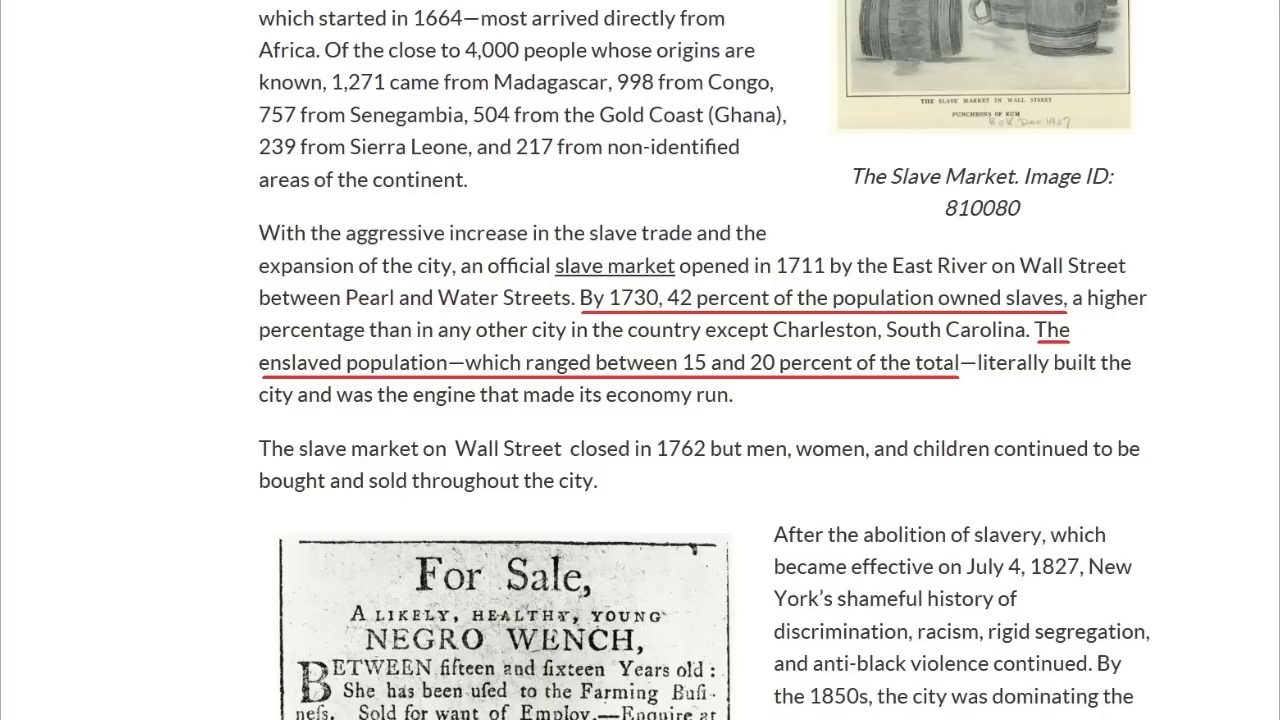 which started in 1664—most arrived directly from
Africa. Of the close to 4,000 people whose origins are
known, 1,271 came from Madagascar, 998 from Congo,
757 from Senegambia, 504 from the Gold Coast (Ghana),
239 from Sierra Leone, and 217 from non-identified
areas of the continent.
THE SLAVE MARKET IN WALL STREET
PUNCHEONS OF RUM
Dec 1907
The Slave Market. Image ID:
810080
With the aggressive increase in the slave trade and the
expansion of the city, an official slave market opened in 1711 by the East River on Wall Street
between Pearl and Water Streets. By 1730, 42 percent of the population owned slaves, a higher
percentage than in any other city in the country except Charleston, South Carolina. The
enslaved population—which ranged between 15 and 20 percent of the total—literally built the
city and was the engine that made its economy run.
The slave market on Wall Street closed in 1762 but men, women, and children continued to be
bought and sold throughout the city.
For Sale,
A LIKELY, HEALTHY, YOUNG
NEGRO WENCH,
BETWEEN fifteen and sixteen Years old:
She has been uſed to the Farming Buſi-
neſs. Sold for want of Employ.—Enquire at
After the abolition of slavery, which
became effective on July 4, 1827, New
York’s shameful history of
discrimination, racism, rigid segregation,
and anti-black violence continued. By
the 1850s, the city was dominating the